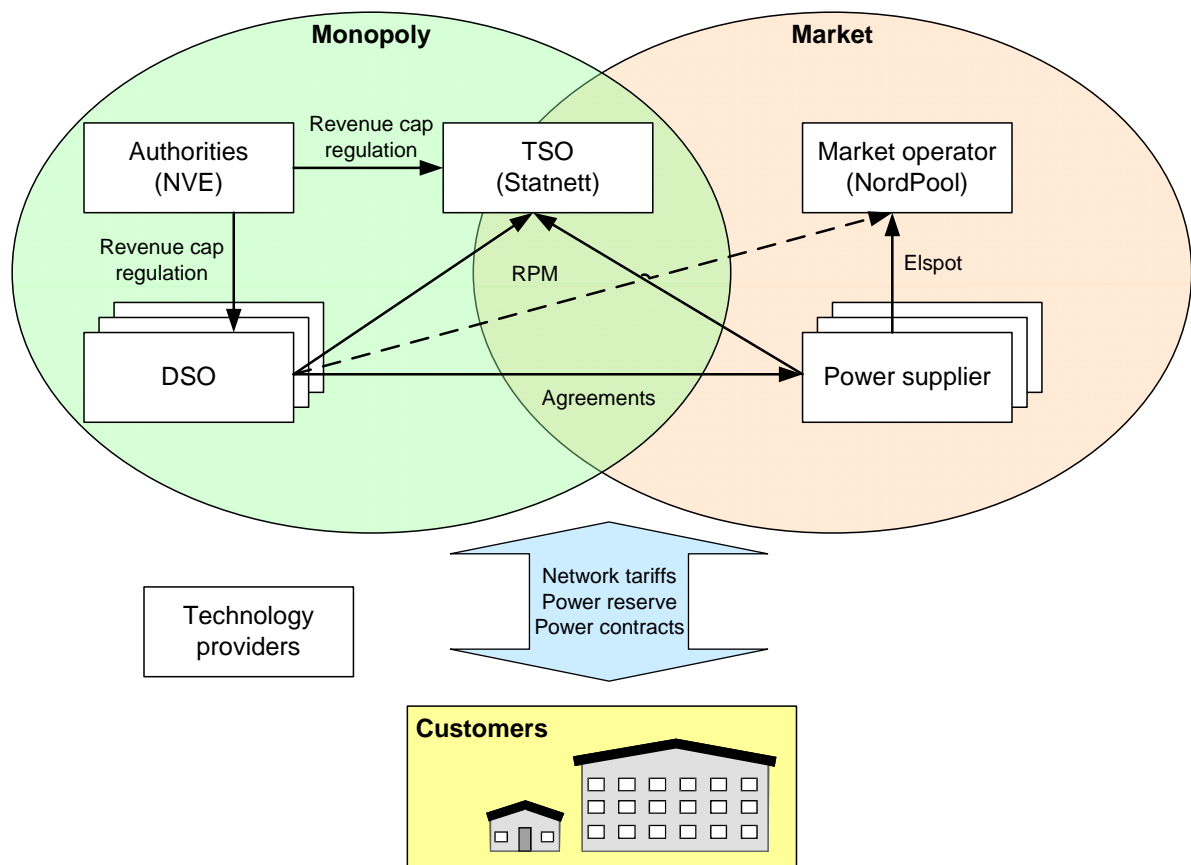 Monopoly
Market
Authorities
(NVE)
Revenue cap
regulation
TSO
(Statnett)
Market operator
(NordPool)
Revenue cap
regulation
RPM
Elspot
DSO
Agreements
Power supplier
Network tariffs
Power reserve
Power contracts
Technology
providers
Customers